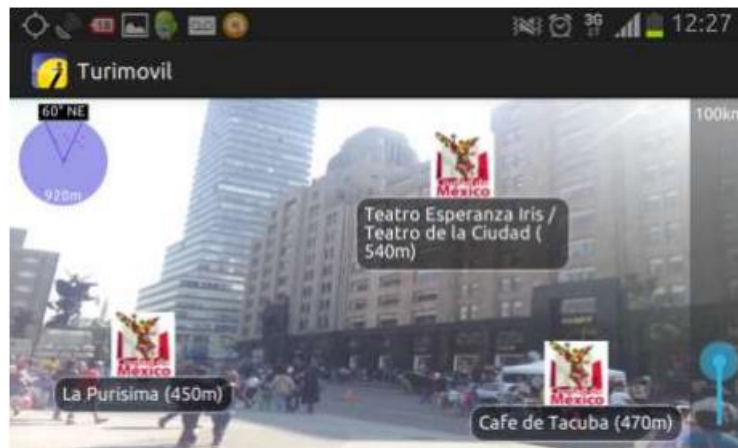 3G
12:27
Turimovil
60° NE
100km
920m
México
Teatro Esperanza Iris /
Teatro de la Ciudad (
540m)
México
La Purisima (450m)
México
Cafe de Tacuba (470m)